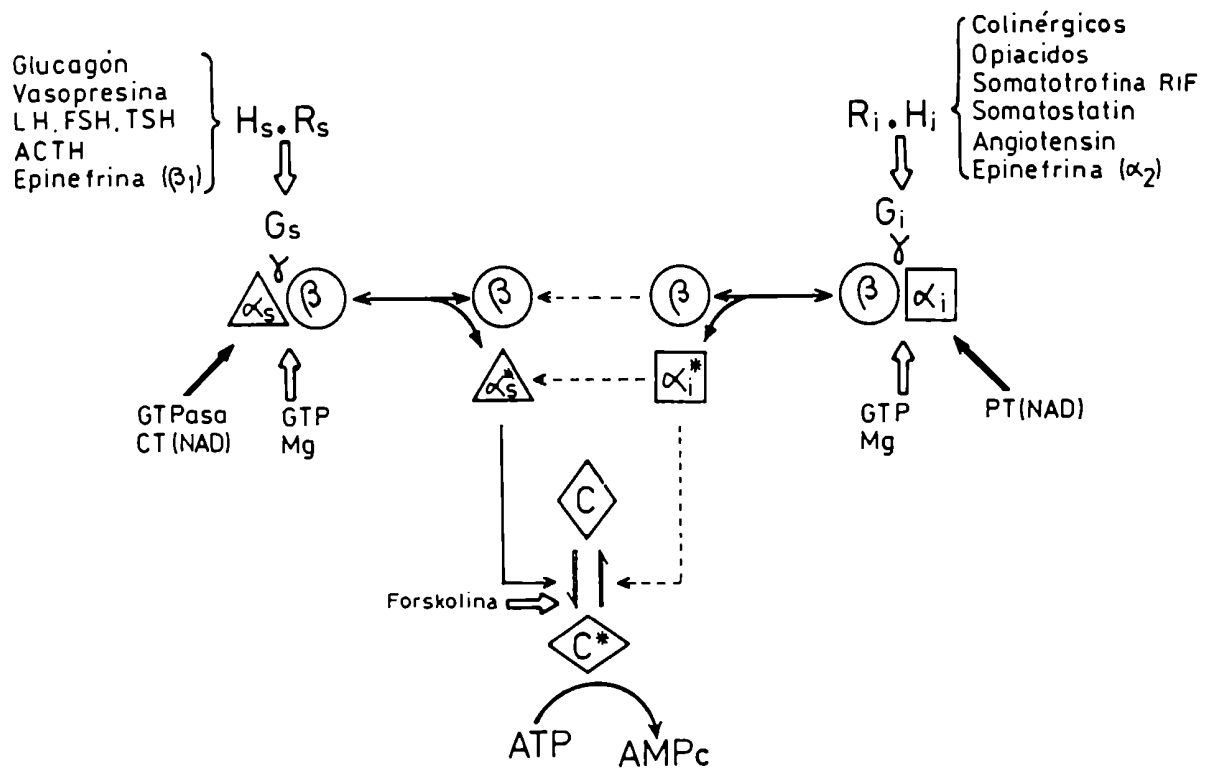 Glucagón
Vasopresina
LH, FSH, TSH
ACTH
Epinefrina (β₁)
Hs.Rs
Ri.Hi
Colinérgicos
Opiacidos
Somatotrofina RIF
Somatostatin
Angiotensin
Epinefrina (α₂)
Gs
γ
αs
β
Gi
γ
β
αi
β
β
αs*
αi*
GTPasa
CT (NAD)
GTP
Mg
GTP
Mg
PT(NAD)
C
Forskolina
C*
ATP
AMPc